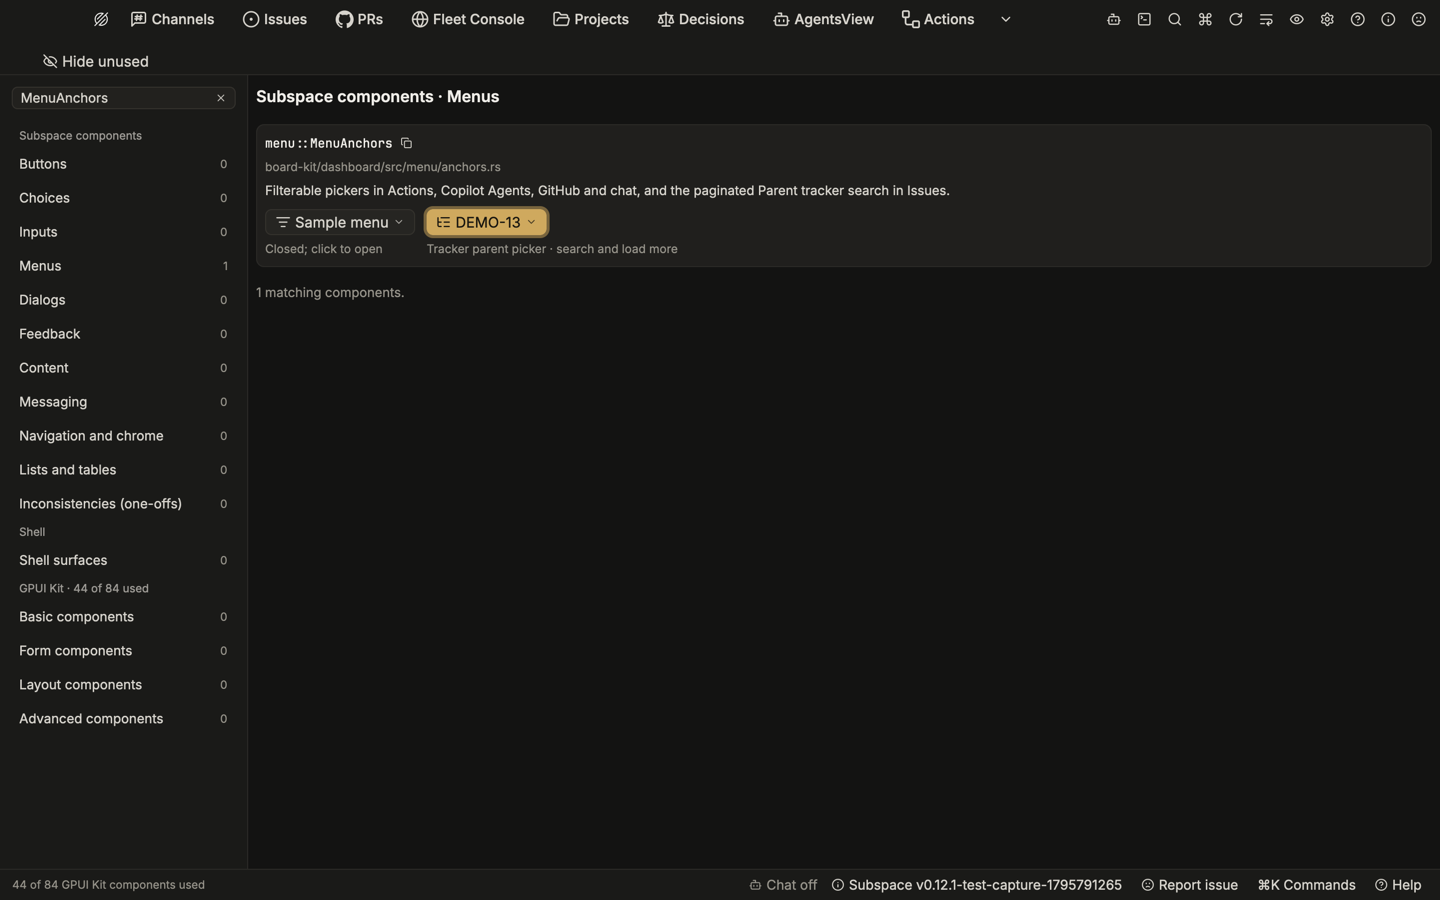 Channels Issues PRs Fleet Console Projects Decisions AgentsView Actions
Hide unused
MenuAnchors
Subspace components
Buttons 0
Choices 0
Inputs 0
Menus 1
Dialogs 0
Feedback 0
Content 0
Messaging 0
Navigation and chrome 0
Lists and tables 0
Inconsistencies (one-offs) 0
Shell
Shell surfaces 0
GPUI Kit · 44 of 84 used
Basic components 0
Form components 0
Layout components 0
Advanced components 0
Subspace components · Menus
menu::MenuAnchors
board-kit/dashboard/src/menu/anchors.rs
Filterable pickers in Actions, Copilot Agents, GitHub and chat, and the paginated Parent tracker search in Issues.
Sample menu DEMO-13
Closed; click to open Tracker parent picker · search and load more
1 matching components.
44 of 84 GPUI Kit components used
Chat off Subspace v0.12.1-test-capture-1795791265 Report issue ⌘K Commands Help